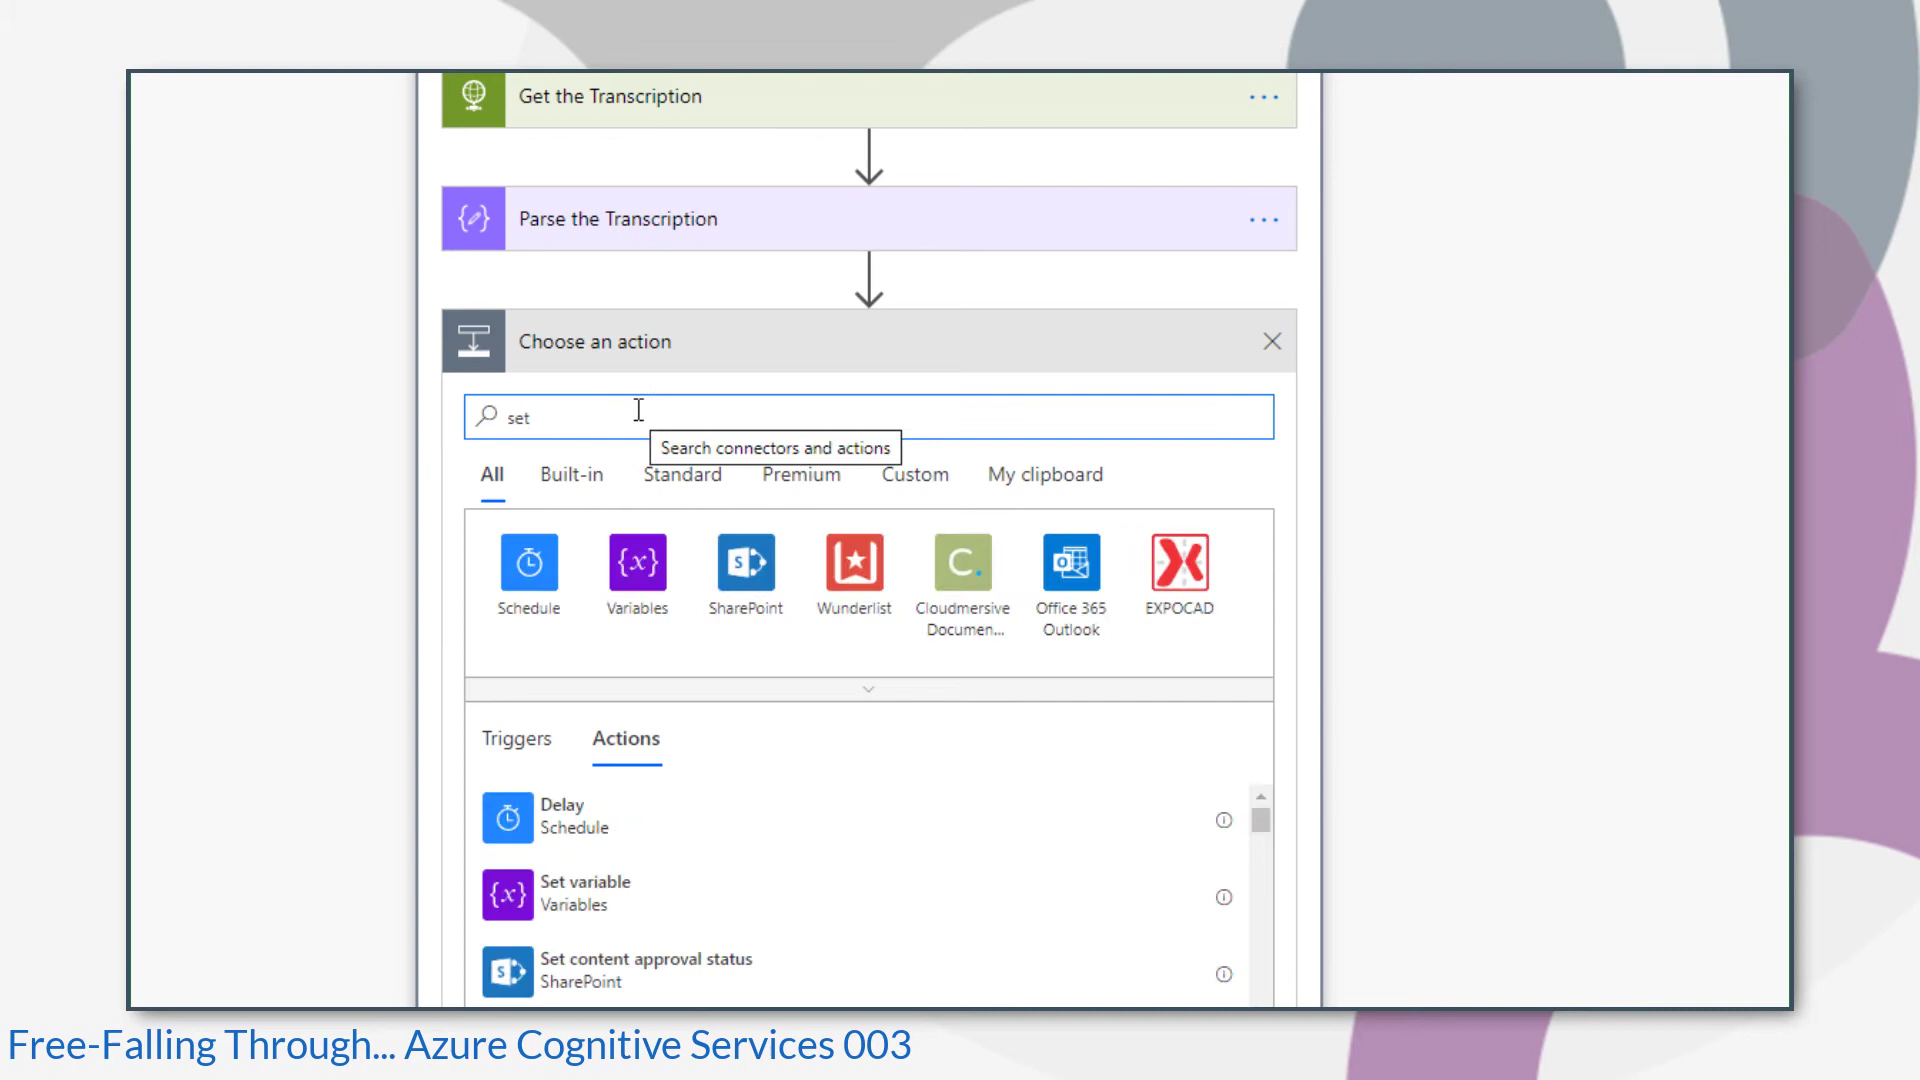 Get the Transcription
Parse the Transcription
Choose an action
set
Search connectors and actions
All Built-in Standard Premium Custom My clipboard
Schedule Variables SharePoint Wunderlist Cloudmersive Documen... Office 365 Outlook EXPOCAD
Triggers Actions
Delay
Schedule
Set variable
Variables
Set content approval status
SharePoint
Free-Falling Through... Azure Cognitive Services 003